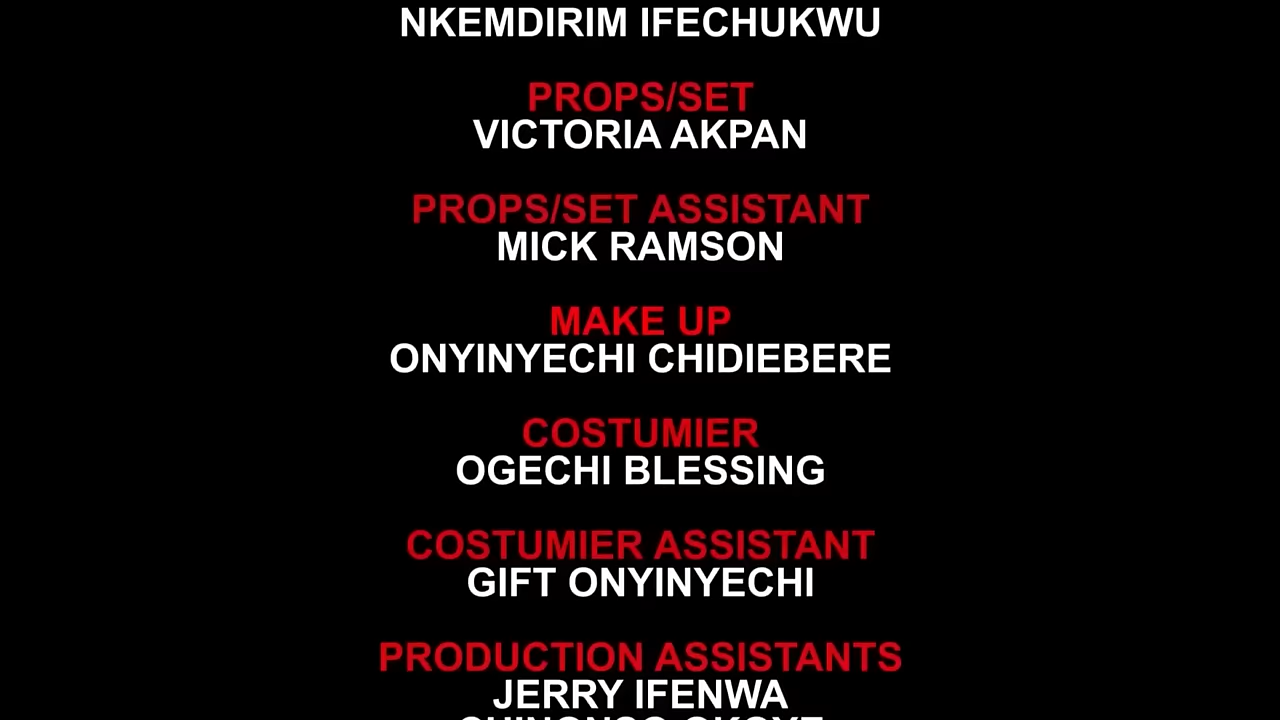 NKEMDIRIM IFECHUKWU
PROPS/SET
VICTORIA AKPAN
PROPS/SET ASSISTANT
MICK RAMSON
MAKE UP
ONYINYECHI CHIDIEBERE
COSTUMIER
OGECHI BLESSING
COSTUMIER ASSISTANT
GIFT ONYINYECHI
PRODUCTION ASSISTANTS
JERRY IFENWA